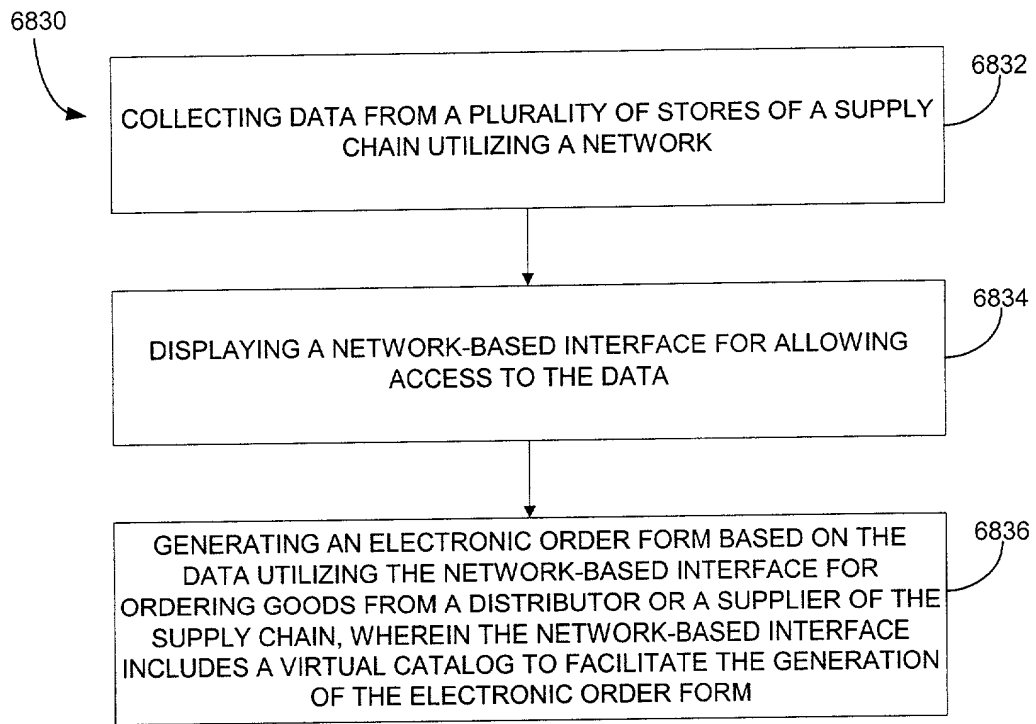 6830
6832
COLLECTING DATA FROM A PLURALITY OF STORES OF A SUPPLY
CHAIN UTILIZING A NETWORK
6834
DISPLAYING A NETWORK-BASED INTERFACE FOR ALLOWING
ACCESS TO THE DATA
6836
GENERATING AN ELECTRONIC ORDER FORM BASED ON THE
DATA UTILIZING THE NETWORK-BASED INTERFACE FOR
ORDERING GOODS FROM A DISTRIBUTOR OR A SUPPLIER OF THE
SUPPLY CHAIN, WHEREIN THE NETWORK-BASED INTERFACE
INCLUDES A VIRTUAL CATALOG TO FACILITATE THE GENERATION
OF THE ELECTRONIC ORDER FORM